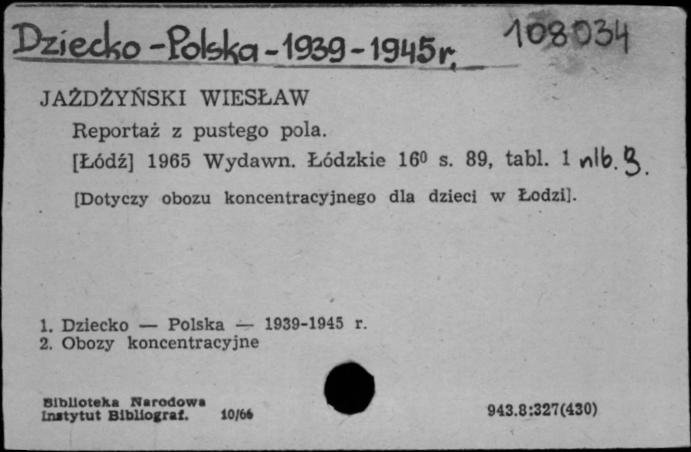 Dziecko - Polska - 1939 - 1945 r. 108034
JAŻDŻYŃSKI WIESŁAW
Reportaż z pustego pola.
[Łódź] 1965 Wydawn. Łódzkie 16⁰ s. 89, tabl. 1 nlb. 3.
[Dotyczy obozu koncentracyjnego dla dzieci w Łodzi].
1. Dziecko — Polska — 1939-1945 r.
2. Obozy koncentracyjne
Biblioteka Narodowa
Instytut Bibliograf. 10/66 943.8:327(430)